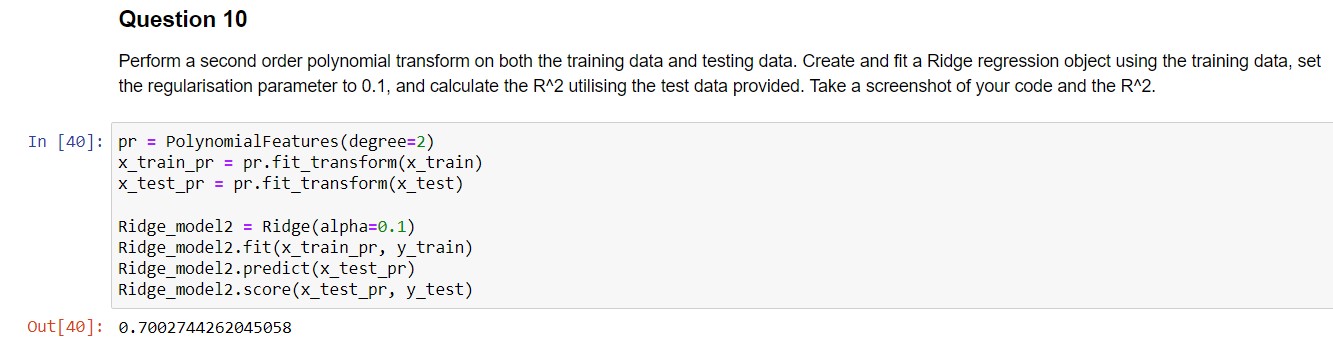 Question 10
Perform a second order polynomial transform on both the training data and testing data. Create and fit a Ridge regression object using the training data, set
the regularisation parameter to 0.1, and calculate the R^2 utilising the test data provided. Take a screenshot of your code and the R^2.
In [40]: pr = PolynomialFeatures(degree=2)
x_train_pr = pr.fit_transform(x_train)
x_test_pr = pr.fit_transform(x_test)
Ridge_model2 = Ridge(alpha=0.1)
Ridge_model2.fit(x_train_pr, y_train)
Ridge_model2.predict(x_test_pr)
Ridge_model2.score(x_test_pr, y_test)
Out[40]: 0.7002744262045058